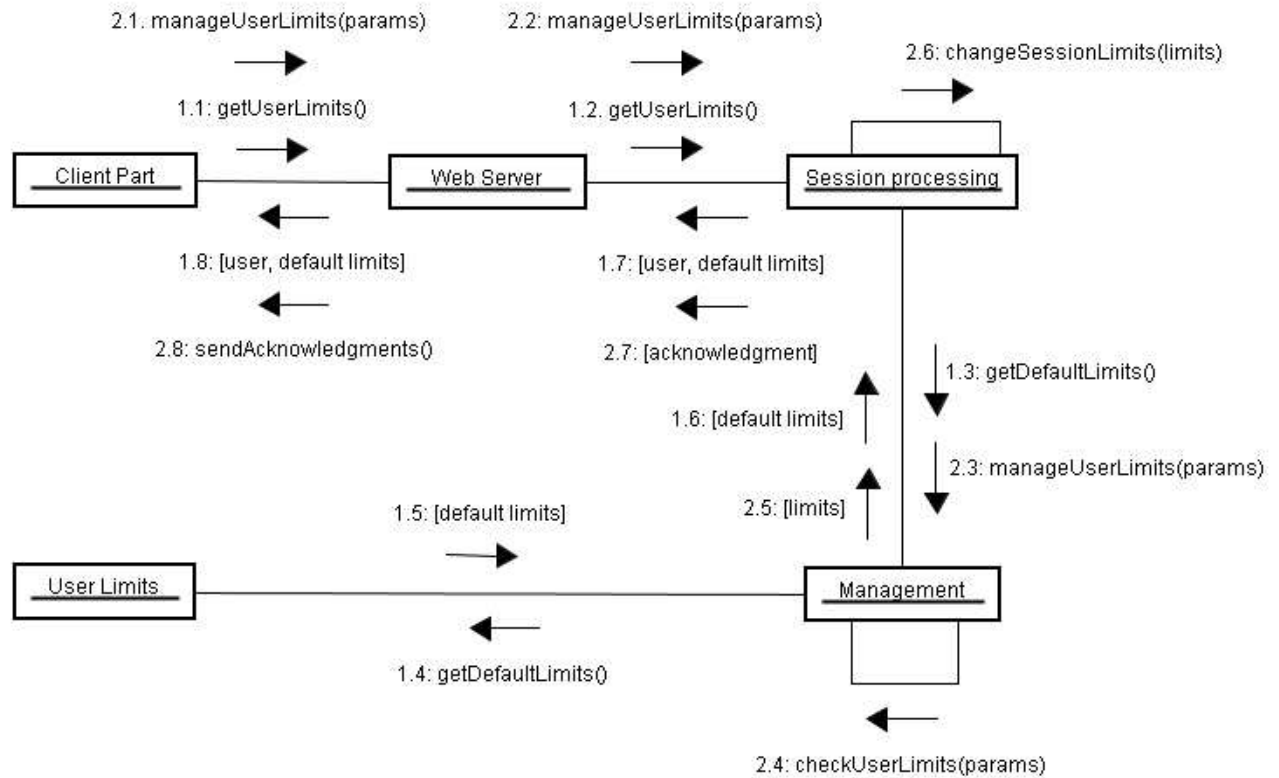 2.1. manageUserLimits(params)
2.2: manageUserLimits(params)
2.6: changeSessionLimits(limits)
1.1: getUserLimits()
1.2. getUserLimits()
Client Part
Web Server
Session processing
1.8: [user, default limits]
1.7: [user, default limits]
2.8: sendAcknowledgments()
2.7: [acknowledgment]
1.3: getDefaultLimits()
1.6: [default limits]
2.3: manageUserLimits(params)
2.5: [limits]
1.5: [default limits]
User Limits
Management
1.4: getDefaultLimits()
2.4: checkUserLimits(params)